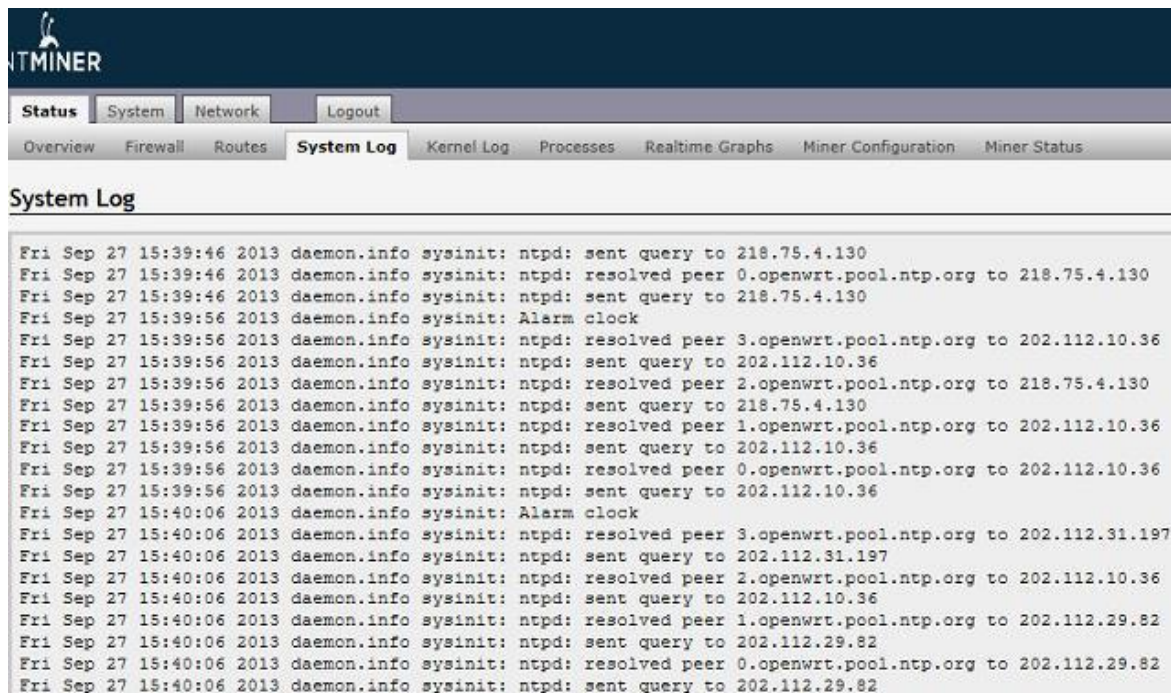 NTMINER
Status System Network Logout
Overview Firewall Routes System Log Kernel Log Processes Realtime Graphs Miner Configuration Miner Status
System Log
Fri Sep 27 15:39:46 2013 daemon.info sysinit: ntpd: sent query to 218.75.4.130
Fri Sep 27 15:39:46 2013 daemon.info sysinit: ntpd: resolved peer 0.openwrt.pool.ntp.org to 218.75.4.130
Fri Sep 27 15:39:46 2013 daemon.info sysinit: ntpd: sent query to 218.75.4.130
Fri Sep 27 15:39:56 2013 daemon.info sysinit: Alarm clock
Fri Sep 27 15:39:56 2013 daemon.info sysinit: ntpd: resolved peer 3.openwrt.pool.ntp.org to 202.112.10.36
Fri Sep 27 15:39:56 2013 daemon.info sysinit: ntpd: sent query to 202.112.10.36
Fri Sep 27 15:39:56 2013 daemon.info sysinit: ntpd: resolved peer 2.openwrt.pool.ntp.org to 218.75.4.130
Fri Sep 27 15:39:56 2013 daemon.info sysinit: ntpd: sent query to 218.75.4.130
Fri Sep 27 15:39:56 2013 daemon.info sysinit: ntpd: resolved peer 1.openwrt.pool.ntp.org to 202.112.10.36
Fri Sep 27 15:39:56 2013 daemon.info sysinit: ntpd: sent query to 202.112.10.36
Fri Sep 27 15:39:56 2013 daemon.info sysinit: ntpd: resolved peer 0.openwrt.pool.ntp.org to 202.112.10.36
Fri Sep 27 15:39:56 2013 daemon.info sysinit: ntpd: sent query to 202.112.10.36
Fri Sep 27 15:40:06 2013 daemon.info sysinit: Alarm clock
Fri Sep 27 15:40:06 2013 daemon.info sysinit: ntpd: resolved peer 3.openwrt.pool.ntp.org to 202.112.31.197
Fri Sep 27 15:40:06 2013 daemon.info sysinit: ntpd: sent query to 202.112.31.197
Fri Sep 27 15:40:06 2013 daemon.info sysinit: ntpd: resolved peer 2.openwrt.pool.ntp.org to 202.112.10.36
Fri Sep 27 15:40:06 2013 daemon.info sysinit: ntpd: sent query to 202.112.10.36
Fri Sep 27 15:40:06 2013 daemon.info sysinit: ntpd: resolved peer 1.openwrt.pool.ntp.org to 202.112.29.82
Fri Sep 27 15:40:06 2013 daemon.info sysinit: ntpd: sent query to 202.112.29.82
Fri Sep 27 15:40:06 2013 daemon.info sysinit: ntpd: resolved peer 0.openwrt.pool.ntp.org to 202.112.29.82
Fri Sep 27 15:40:06 2013 daemon.info sysinit: ntpd: sent query to 202.112.29.82